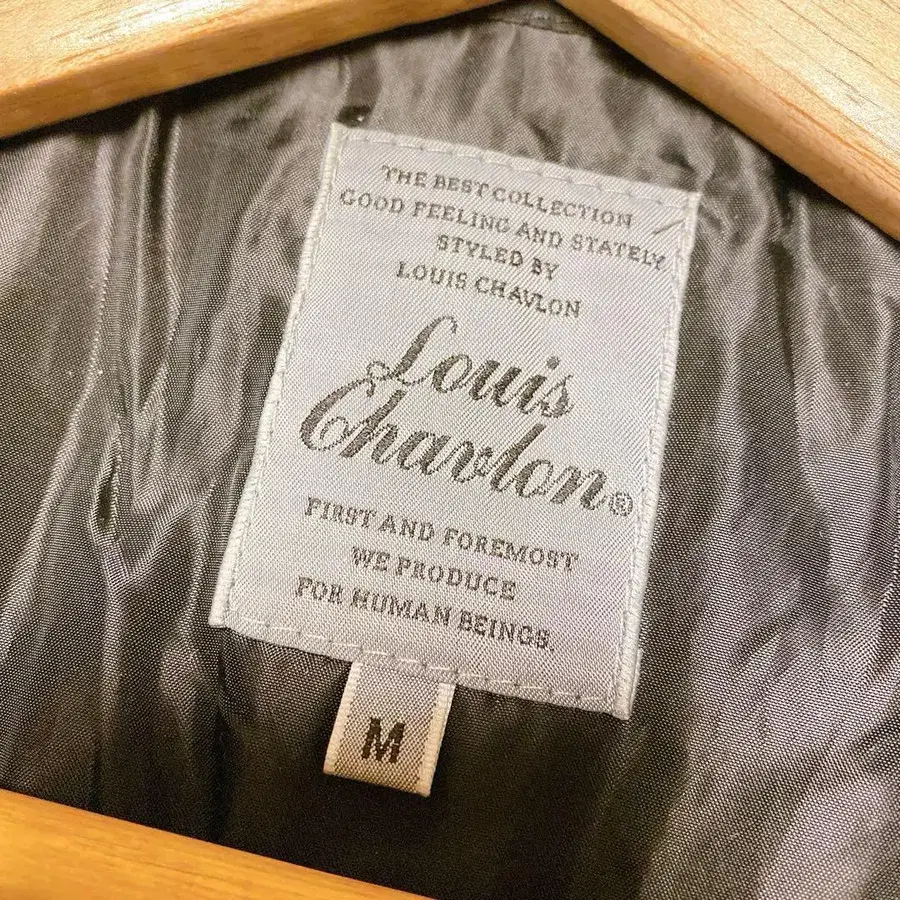 THE BEST COLLECTION
GOOD FEELING AND STATELY
STYLED BY
LOUIS CHAVLON
Louis
Chavlon®
FIRST AND FOREMOST
WE PRODUCE
FOR HUMAN BEINGS.
M